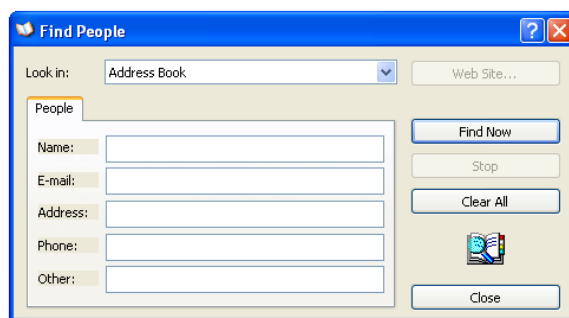 Find People
Look in: Address Book Web Site...
People
Find Now
Name:
Stop
E-mail:
Clear All
Address:
Phone:
Other:
Close